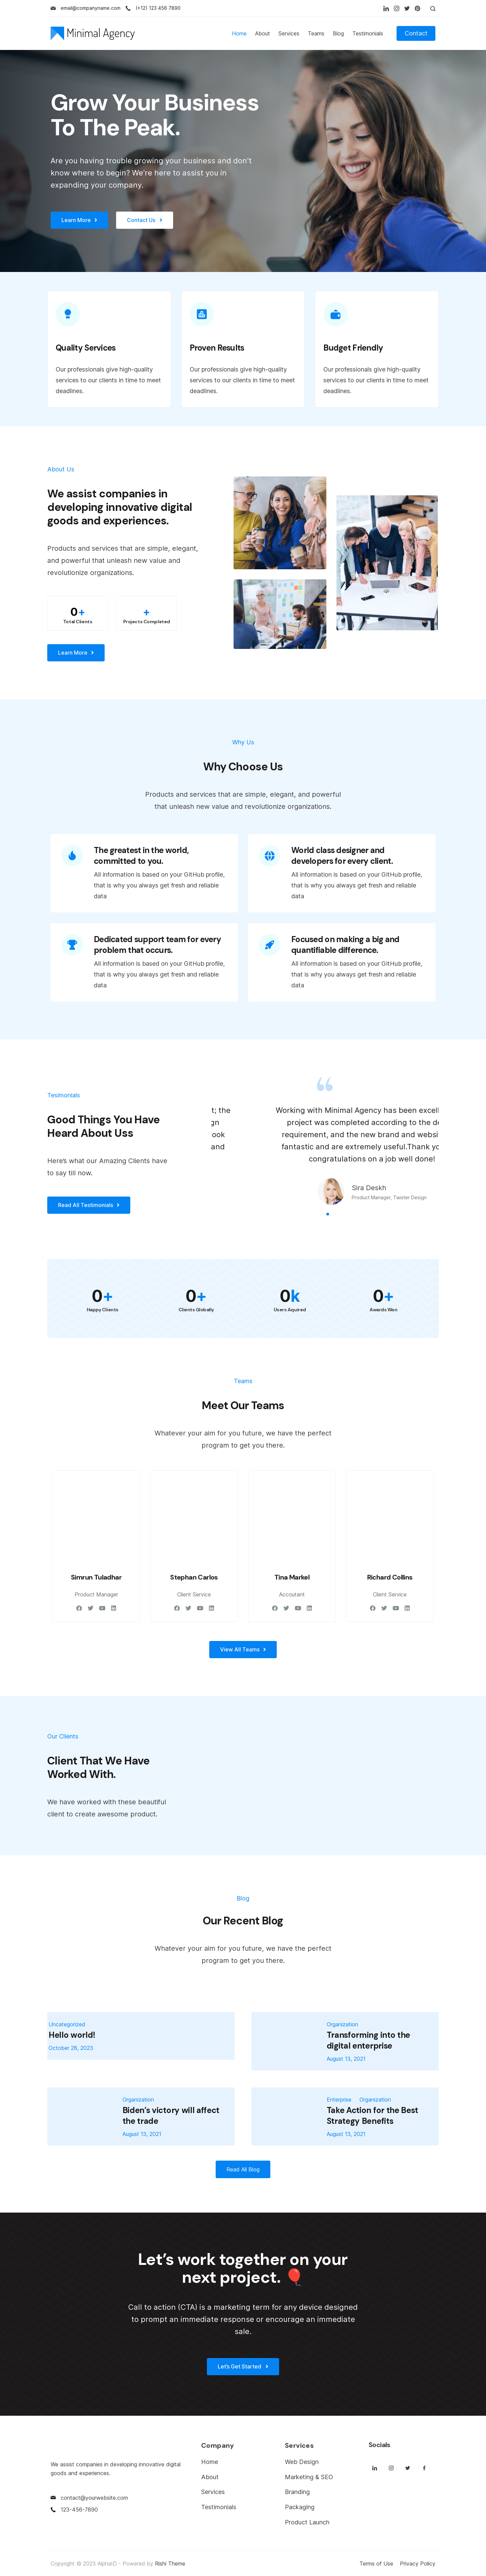 email@companyname.com (+12) 123 456 7890
Minimal Agency
Home About Services Teams Blog Testimonials Contact
Grow Your Business
To The Peak.
Are you having trouble growing your business and don't
know where to begin? We're here to assist you in
expanding your company.
Learn More
Contact Us
Quality Services
Our professionals give high-quality
services to our clients in time to meet
deadlines.
Proven Results
Our professionals give high-quality
services to our clients in time to meet
deadlines.
Budget Friendly
Our professionals give high-quality
services to our clients in time to meet
deadlines.
About Us
We assist companies in
developing innovative digital
goods and experiences.
Products and services that are simple, elegant,
and powerful that unleash new value and
revolutionize organizations.
0+
Total Clients
+
Projects Completed
Learn More
Why Us
Why Choose Us
Products and services that are simple, elegant, and powerful
that unleash new value and revolutionize organizations.
The greatest in the world,
committed to you.
All information is based on your GitHub profile,
that is why you always get fresh and reliable
data
World class designer and
developers for every client.
All information is based on your GitHub profile,
that is why you always get fresh and reliable
data
Dedicated support team for every
problem that occurs.
All information is based on your GitHub profile,
that is why you always get fresh and reliable
data
Focused on making a big and
quantifiable difference.
All information is based on your GitHub profile,
that is why you always get fresh and reliable
data
Tesimonials
Good Things You Have
Heard About Uss
Here's what our Amazing Clients have
to say till now.
Read All Testimonials
t; the
gn
ook
and
Working with Minimal Agency has been excell
project was completed according to the de
requirement, and the new brand and websi
fantastic and are extremely useful.Thank yo
congratulations on a job well done!
Sira Deskh
Product Manager, Twister Design
0+
Happy Clients
0+
Clients Globally
0k
Users Aquired
0+
Awards Won
Teams
Meet Our Teams
Whatever your aim for you future, we have the perfect
program to get you there.
Simrun Tuladhar
Product Manager
Stephan Carlos
Client Service
Tina Markel
Accoutant
Richard Collins
Client Service
View All Teams
Our Clients
Client That We Have
Worked With.
We have worked with these beautiful
client to create awesome product.
Blog
Our Recent Blog
Whatever your aim for you future, we have the perfect
program to get you there.
Uncategorized
Hello world!
October 26, 2023
Organization
Transforming into the
digital enterprise
August 13, 2021
Organization
Biden's victory will affect
the trade
August 13, 2021
Enterprise Organization
Take Action for the Best
Strategy Benefits
August 13, 2021
Read All Blog
Let's work together on your
next project. 🎈
Call to action (CTA) is a marketing term for any device designed
to prompt an immediate response or encourage an immediate
sale.
Let's Get Started
We assist companies in developing innovative digital
goods and experiences.
contact@yourwebsite.com
123-456-7890
Company
Home
About
Services
Testimonials
Services
Web Design
Marketing & SEO
Branding
Packaging
Product Launch
Socials
Copyright © 2023 AlphaID - Powered by Rishi Theme
Terms of Use Privacy Policy